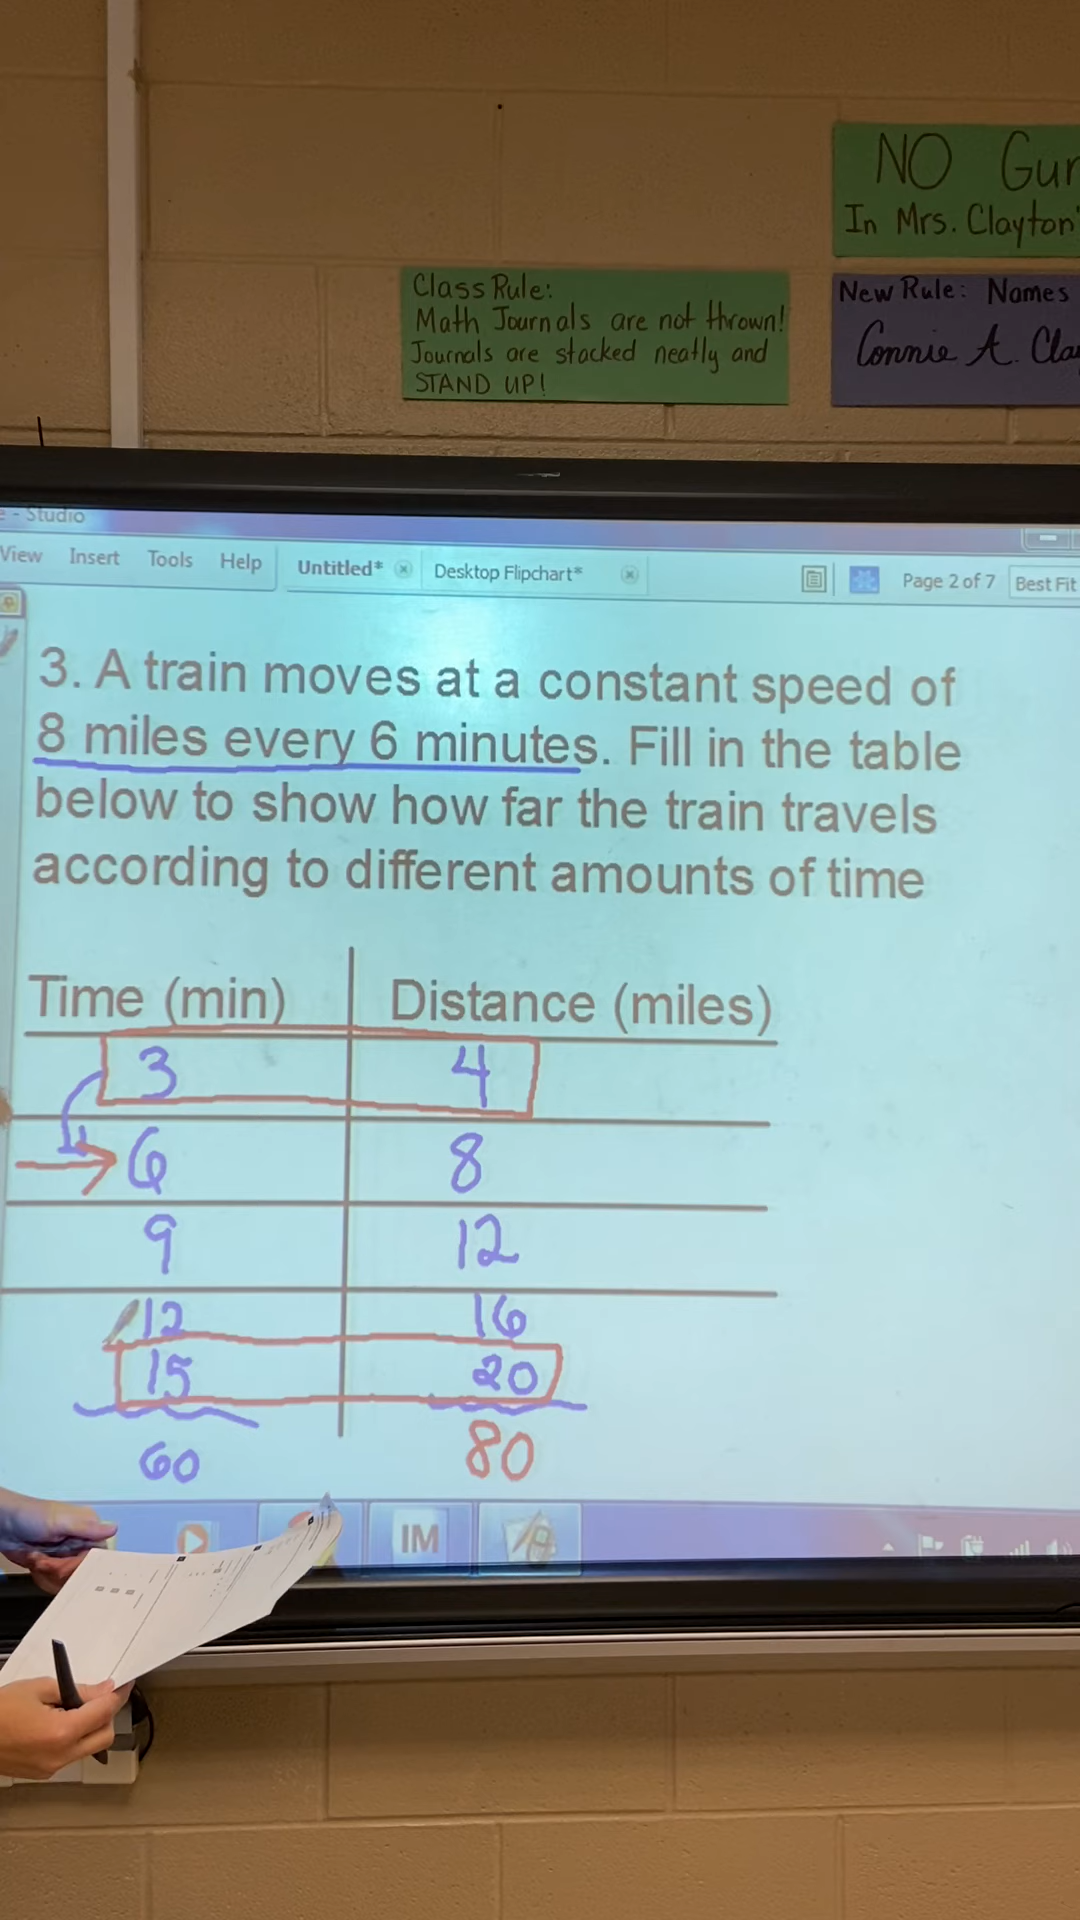 NO Gu
In Mrs. Clayton'
Class Rule:
Math Journals are not thrown!
Journals are stacked neatly and
STAND UP!
New Rule: Names
Connie A. Cla
e - Studio
View Insert Tools Help Untitled* Desktop Flipchart* Page 2 of 7 Best Fit
3. A train moves at a constant speed of
8 miles every 6 minutes. Fill in the table
below to show how far the train travels
according to different amounts of time
Time (min) Distance (miles)
3 4
6 8
9 12
12 16
15 20
60 80
IM